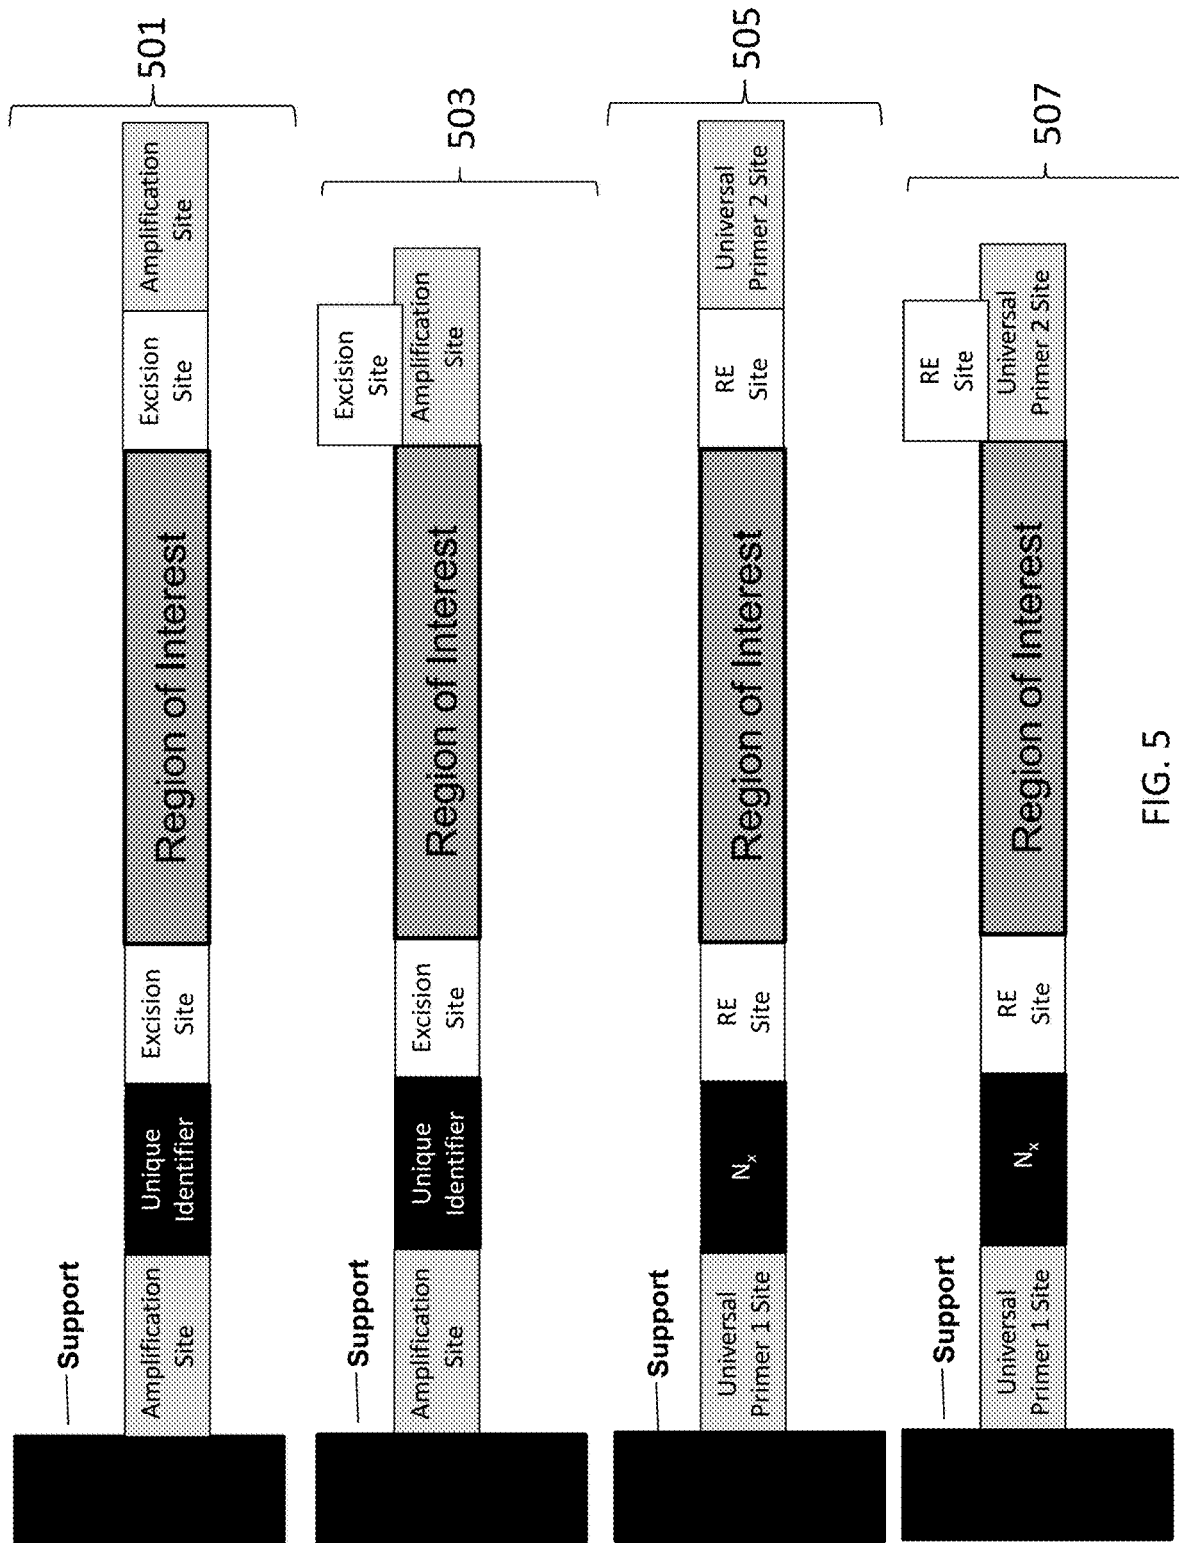 Support
Amplification
Site
Unique
Identifier
Excision
Site
Region of Interest
Excision
Site
Amplification
Site
501
Support
Amplification
Site
Unique
Identifier
Excision
Site
Region of Interest
Excision
Site
Amplification
Site
503
Support
Universal
Primer 1 Site
Nₓ
RE
Site
Region of Interest
RE
Site
Universal
Primer 2 Site
505
Support
Universal
Primer 1 Site
Nₓ
RE
Site
Region of Interest
RE
Site
Universal
Primer 2 Site
507
FIG. 5